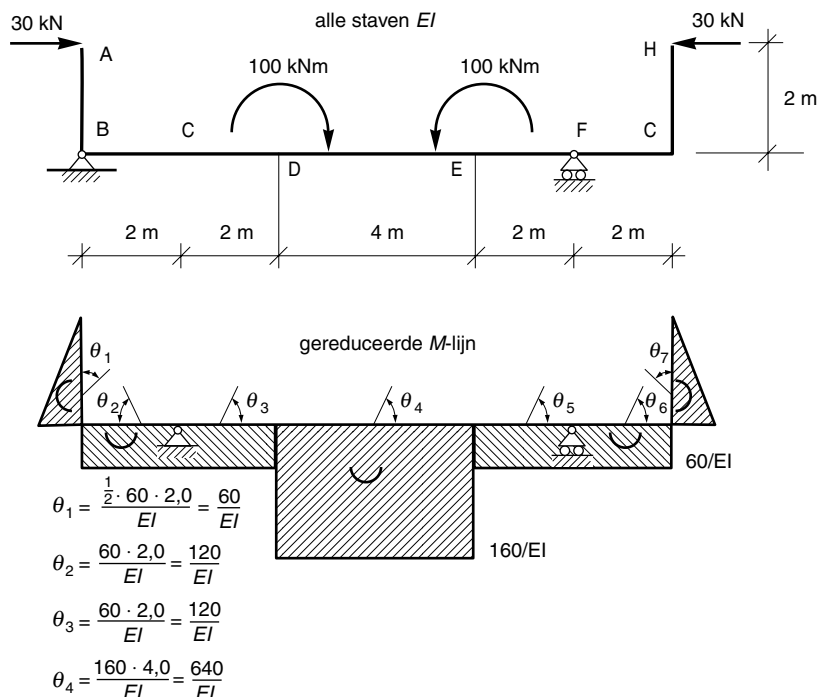 alle staven EI
30 kN
30 kN
A
H
100 kNm
100 kNm
2 m
B
C
F
C
D
E
2 m
2 m
4 m
2 m
2 m
gereduceerde M-lijn
θ1
θ7
θ2
θ3
θ4
θ5
θ6
60/EI
160/EI
θ1 = ½ · 60 · 2,0 / EI = 60 / EI
θ2 = 60 · 2,0 / EI = 120 / EI
θ3 = 60 · 2,0 / EI = 120 / EI
θ4 = 160 · 4,0 / EI = 640 / EI